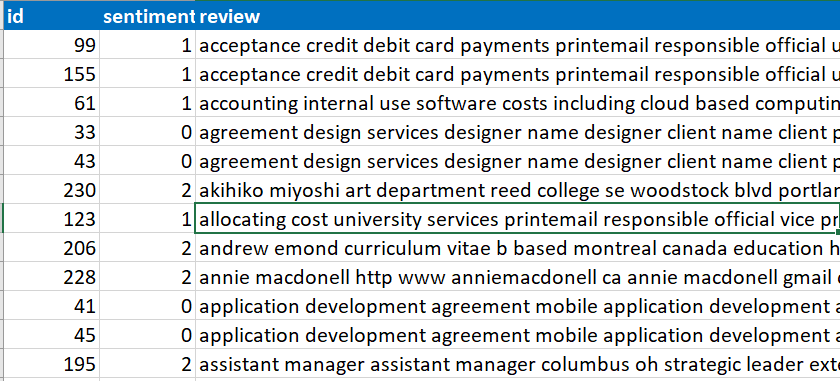 id sentiment review
99 1 acceptance credit debit card payments printemail responsible official
155 1 acceptance credit debit card payments printemail responsible official
61 1 accounting internal use software costs including cloud based
33 0 agreement design services designer name designer client name client
43 0 agreement design services designer name designer client name client
230 2 akihiko miyoshi art department reed college se woodstock blvd
123 1 allocating cost university services printemail responsible official vice
206 2 andrew emond curriculum vitae b based montreal canada education
228 2 annie macdonell http www anniemacdonell ca annie macdonell gmail
41 0 application development agreement mobile application development
45 0 application development agreement mobile application development
195 2 assistant manager assistant manager columbus oh strategic leader